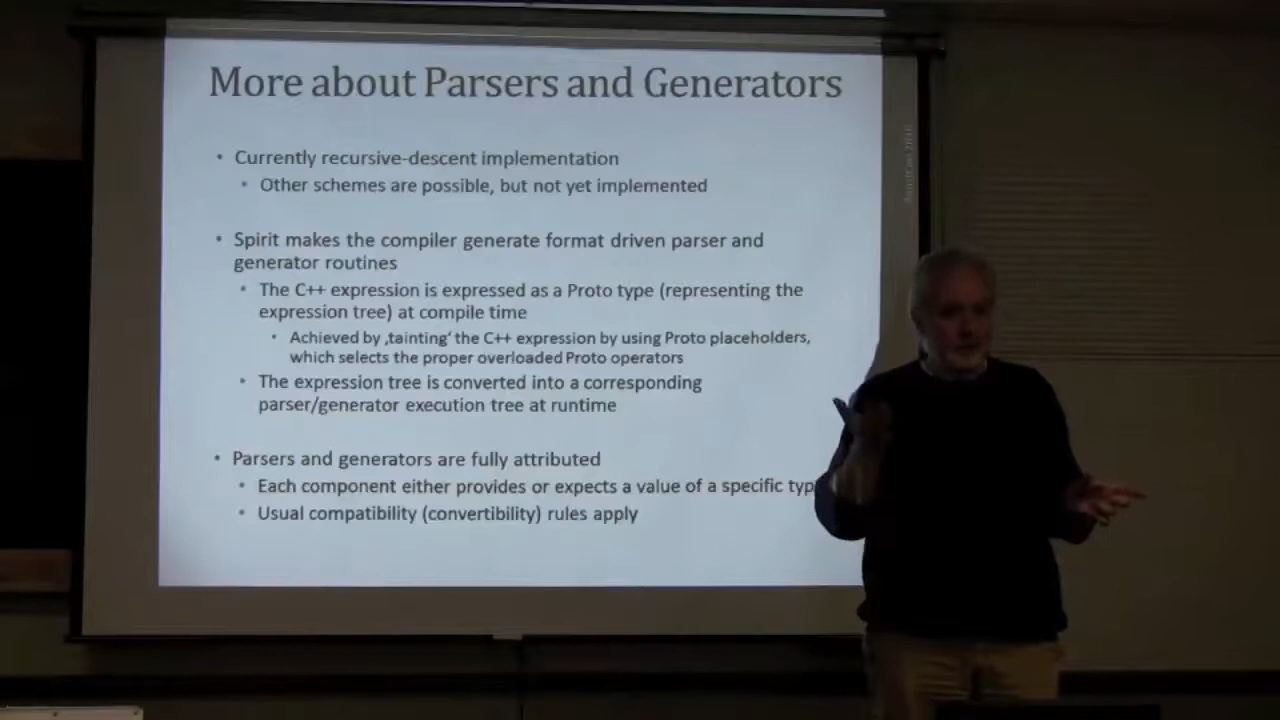 More about Parsers and Generators
• Currently recursive-descent implementation
• Other schemes are possible, but not yet implemented
• Spirit makes the compiler generate format driven parser and
generator routines
• The C++ expression is expressed as a Proto type (representing the
expression tree) at compile time
• Achieved by ‚tainting‘ the C++ expression by using Proto placeholders,
which selects the proper overloaded Proto operators
• The expression tree is converted into a corresponding
parser/generator execution tree at runtime
• Parsers and generators are fully attributed
• Each component either provides or expects a value of a specific typ
• Usual compatibility (convertibility) rules apply